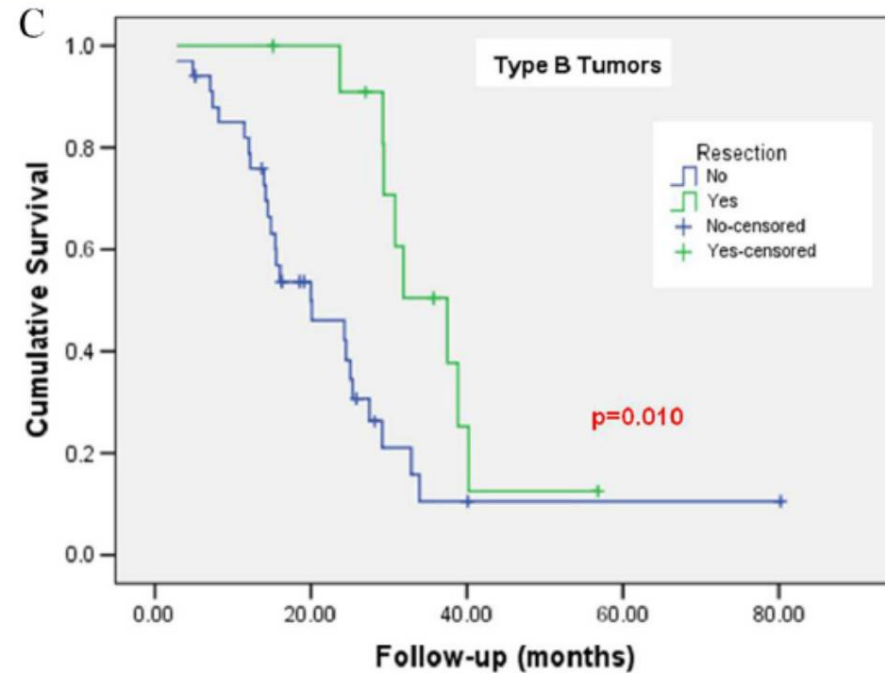 C
Type B Tumors
Resection
No
Yes
No-censored
Yes-censored
p=0.010
Cumulative Survival
1.0
0.8
0.6
0.4
0.2
0.0
0.00 20.00 40.00 60.00 80.00
Follow-up (months)